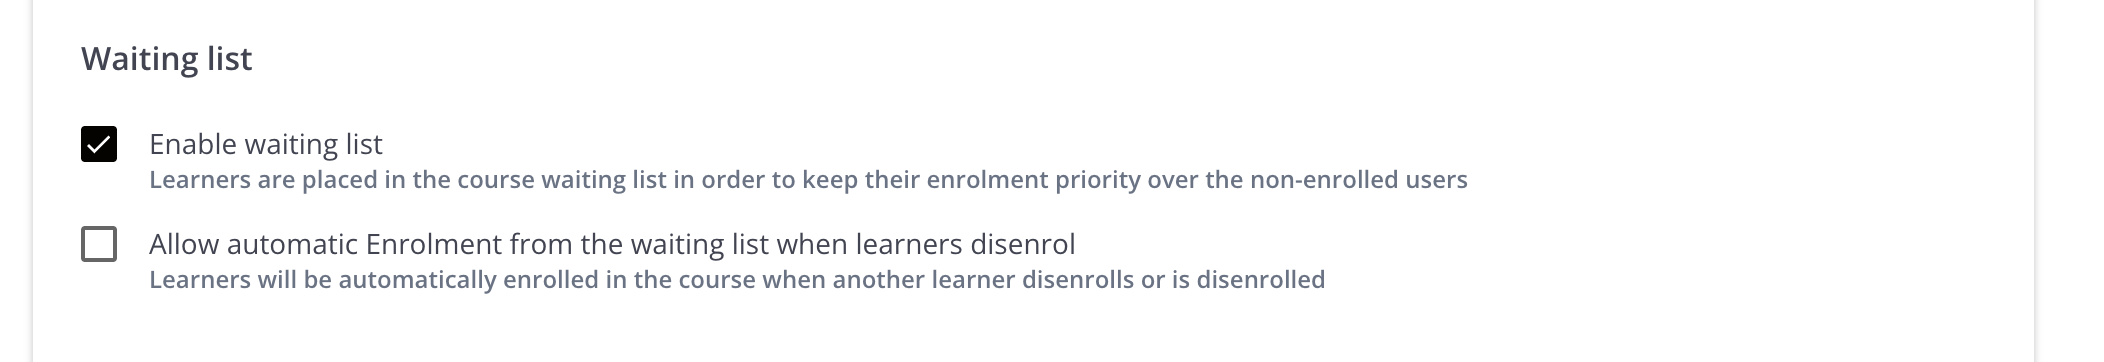 Waiting list
Enable waiting list
Learners are placed in the course waiting list in order to keep their enrolment priority over the non-enrolled users
Allow automatic Enrolment from the waiting list when learners disenrol
Learners will be automatically enrolled in the course when another learner disenrolls or is disenrolled